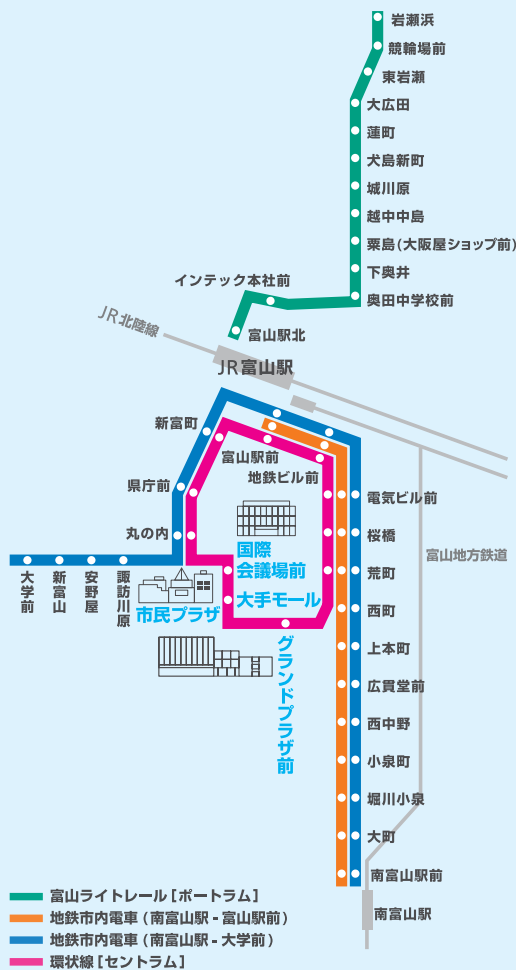 岩瀬浜
競輪場前
東岩瀬
大広田
蓮町
犬島新町
城川原
越中中島
粟島(大阪屋ショップ前)
下奥井
インテック本社前
奥田中学校前
富山駅北
JR北陸線
JR富山駅
新富町
富山駅前
地鉄ビル前
県庁前
電気ビル前
丸の内
桜橋
国際
会議場前
富山地方鉄道
荒町
大学前
新富山
安野屋
諏訪川原
市民プラザ
大手モール
西町
グランドプラザ前
上本町
広貫堂前
西中野
小泉町
堀川小泉
大町
南富山駅前
南富山駅
富山ライトレール[ポートラム]
地鉄市内電車(南富山駅-富山駅前)
地鉄市内電車(南富山駅-大学前)
環状線[セントラム]